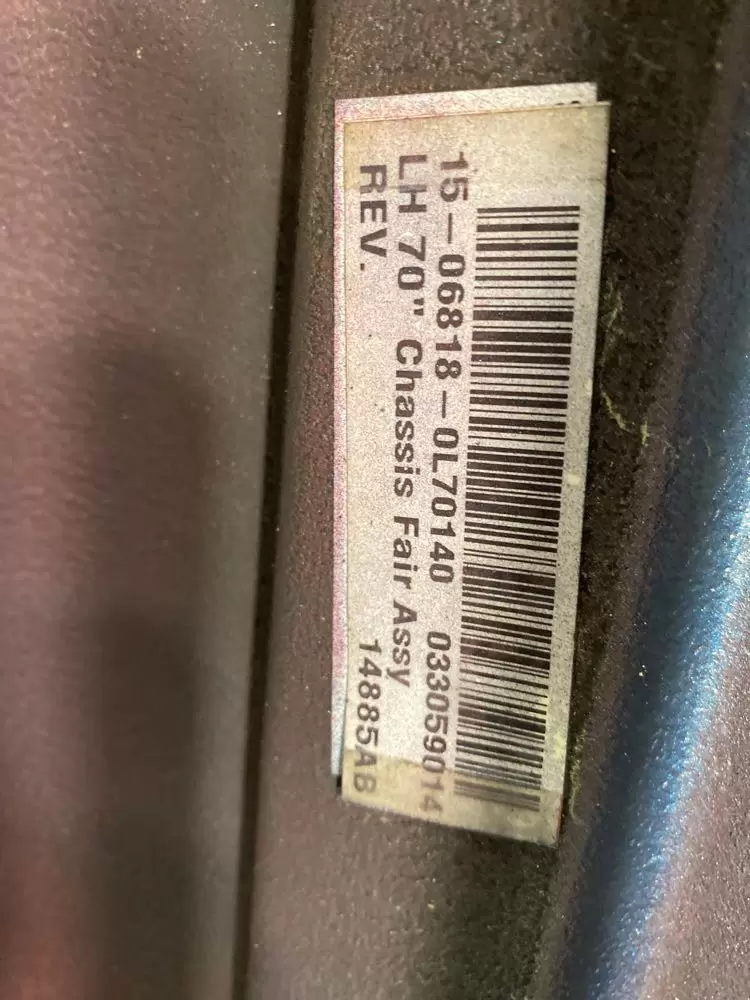 15-06818-0L70140 033059014
LH 70" Chassis Fair Assy
REV. 14885AB